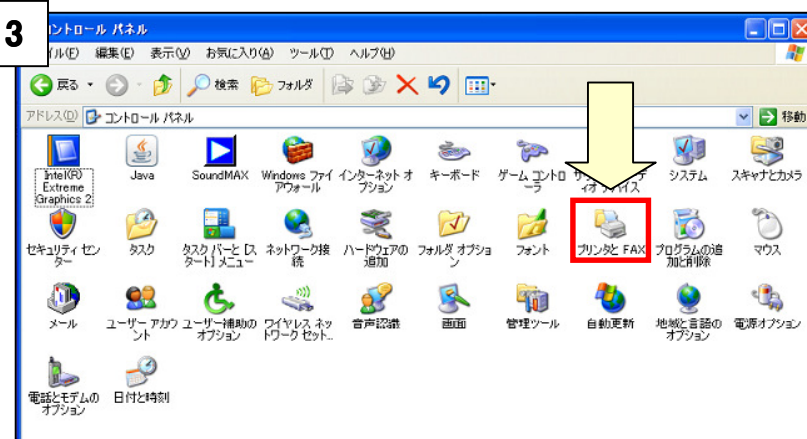 3
コントロール パネル
イル(F) 編集(E) 表示(V) お気に入り(A) ツール(T) ヘルプ(H)
戻る 検索 フォルダ
アドレス(D) コントロール パネル 移動
Intel(R)
Extreme
Graphics 2
Java
SoundMAX
Windows ファイ
アウォール
インターネット オ
プション
キーボード
ゲーム コントロ
ーラ
システム
スキャナとカメラ
セキュリティ セン
ター
タスク
タスク バーと [ス
タート] メニュー
ネットワーク接
続
ハードウェアの
追加
フォルダ オプショ
ン
フォント
プリンタと FAX
プログラムの追
加と削除
マウス
メール
ユーザー アカウ
ント
ユーザー補助の
オプション
ワイヤレス ネッ
トワーク セット...
音声認識
画面
管理ツール
自動更新
地域と言語の
オプション
電源オプション
電話とモデムの
オプション
日付と時刻